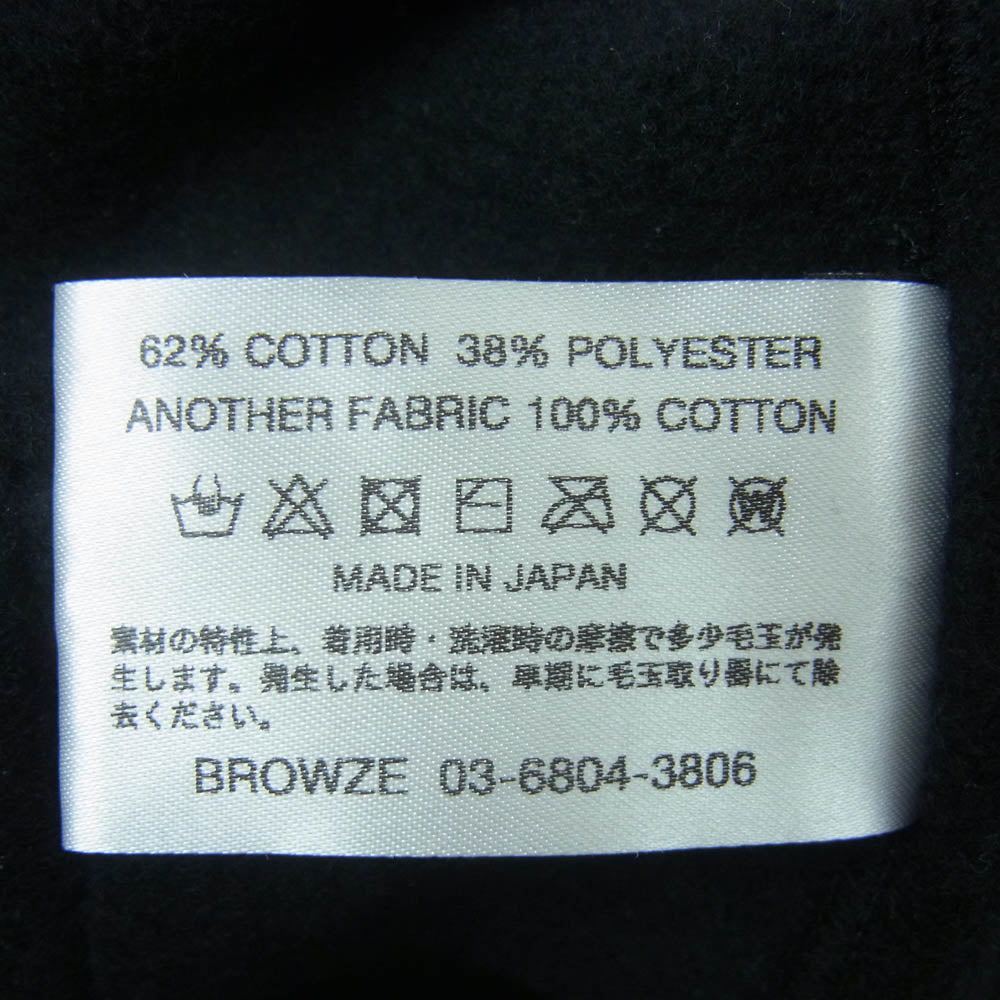 62% COTTON 38% POLYESTER
ANOTHER FABRIC 100% COTTON
MADE IN JAPAN
素材の特性上、着用時・洗濯時の摩擦で多少毛玉が発
生します。発生した場合は、早期に毛玉取り器にて除
去ください。
BROWZE 03-6804-3806